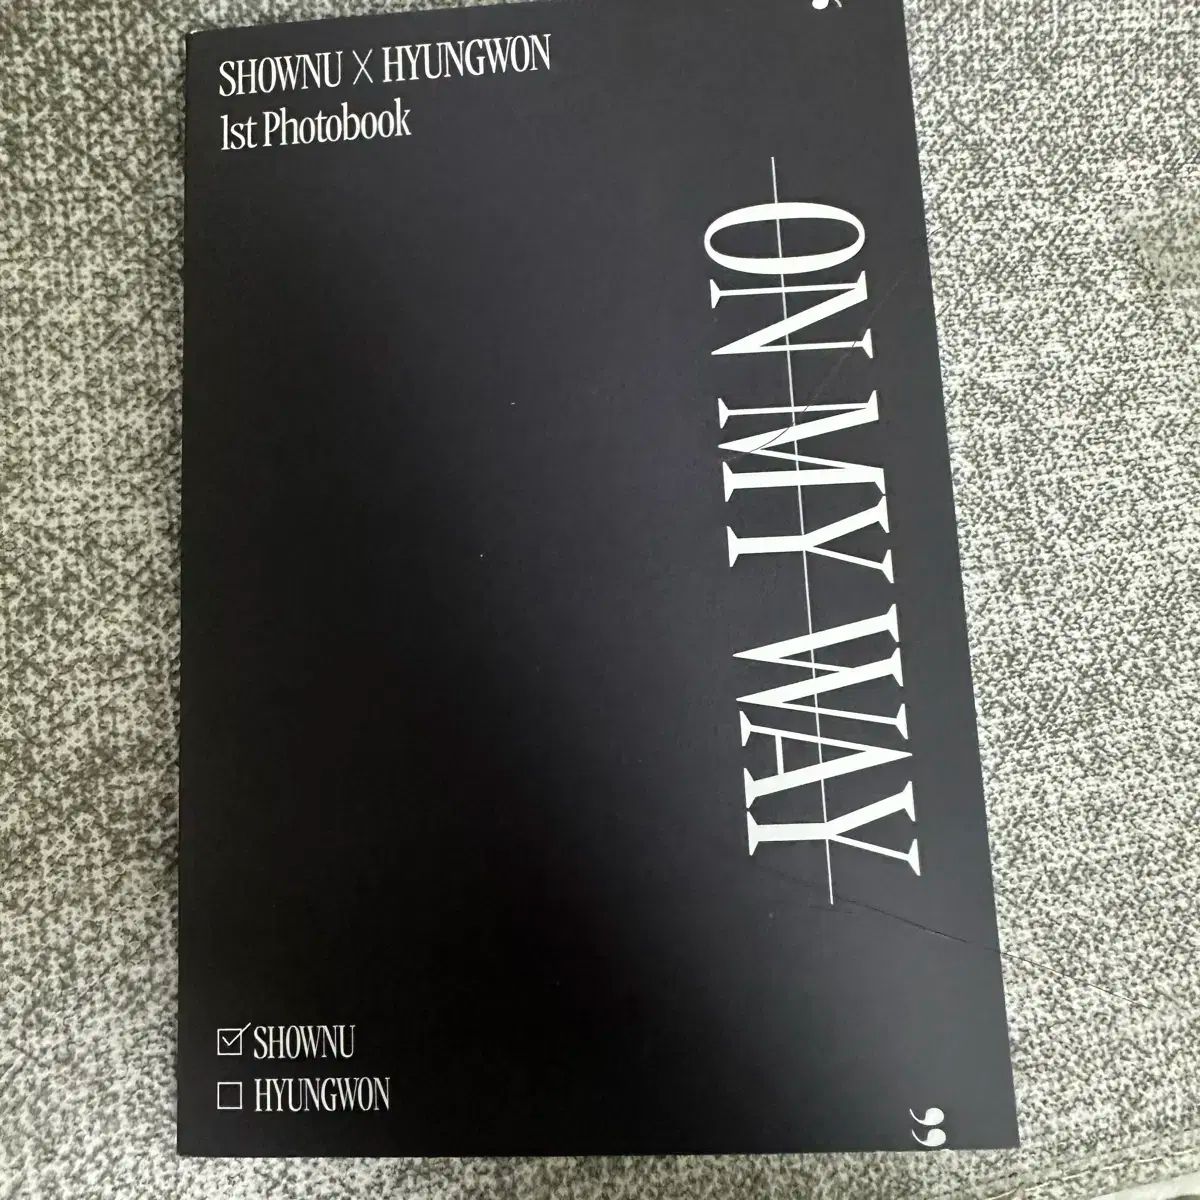 SHOWNU X HYUNGWON
1st Photobook
ON MY WAY
”
SHOWNU
HYUNGWON